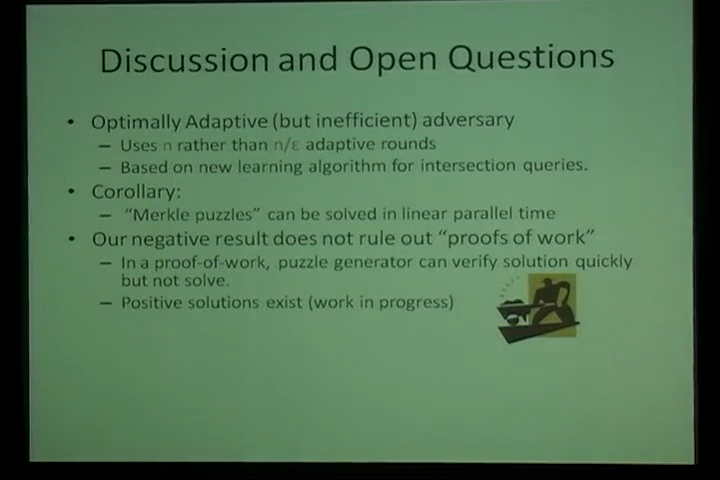 Discussion and Open Questions
• Optimally Adaptive (but inefficient) adversary
– Uses n rather than n/ε adaptive rounds
– Based on new learning algorithm for intersection queries.
• Corollary:
– “Merkle puzzles” can be solved in linear parallel time
• Our negative result does not rule out “proofs of work”
– In a proof-of-work, puzzle generator can verify solution quickly
but not solve.
– Positive solutions exist (work in progress)